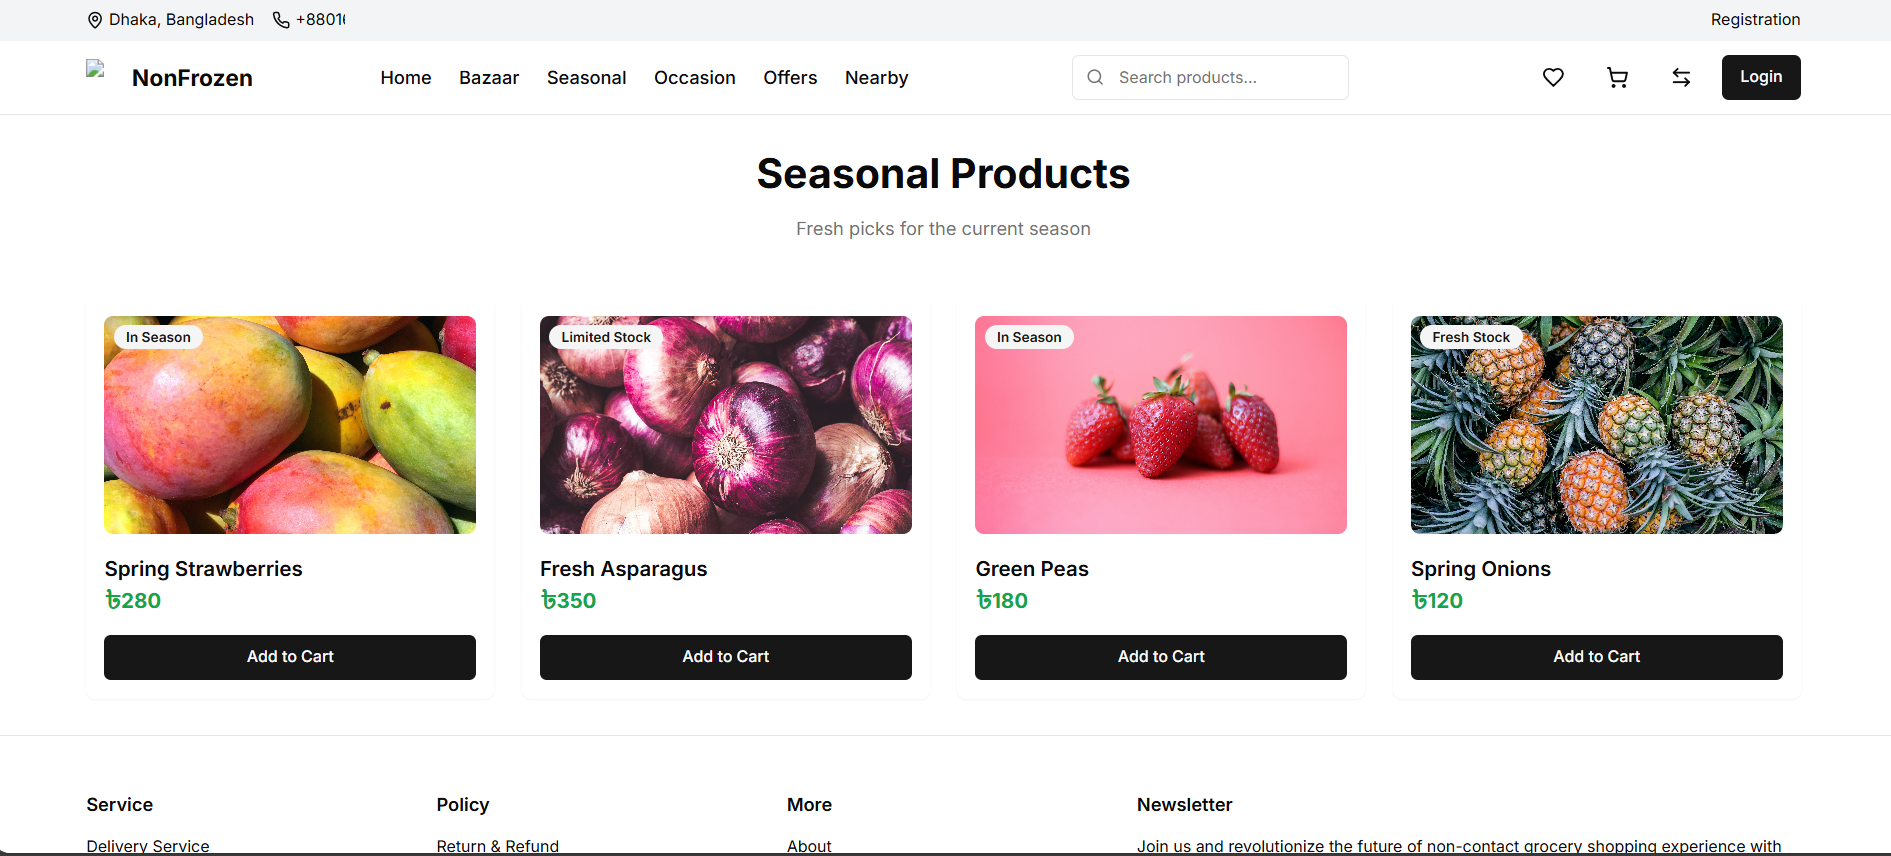 Dhaka, Bangladesh +8801
Registration
NonFrozen
Home Bazaar Seasonal Occasion Offers Nearby
Search products...
Login
Seasonal Products
Fresh picks for the current season
In Season
Limited Stock
In Season
Fresh Stock
Spring Strawberries
৳280
Add to Cart
Fresh Asparagus
৳350
Add to Cart
Green Peas
৳180
Add to Cart
Spring Onions
৳120
Add to Cart
Service
Delivery Service
Policy
Return & Refund
More
About
Newsletter
Join us and revolutionize the future of non-contact grocery shopping experience with